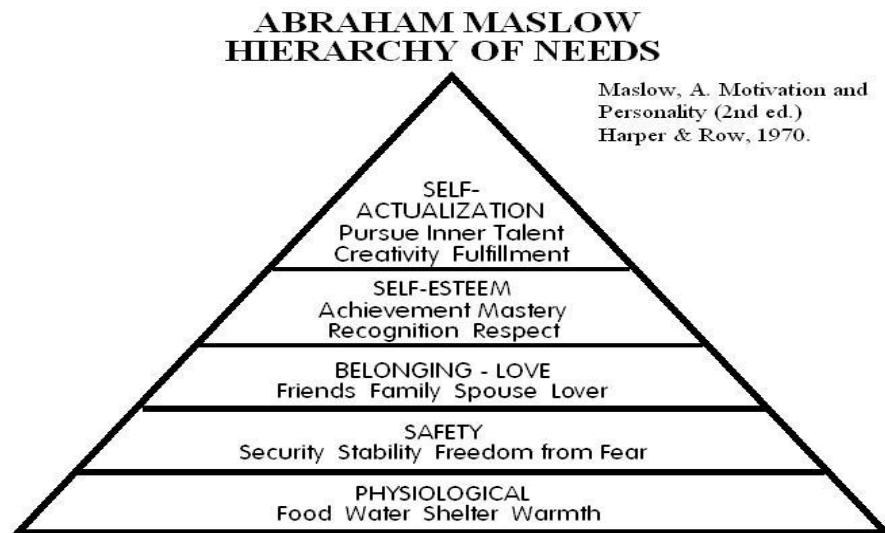 ABRAHAM MASLOW
HIERARCHY OF NEEDS
Maslow, A. Motivation and
Personality (2nd ed.)
Harper & Row, 1970.
SELF-
ACTUALIZATION
Pursue Inner Talent
Creativity Fulfillment
SELF-ESTEEM
Achievement Mastery
Recognition Respect
BELONGING - LOVE
Friends Family Spouse Lover
SAFETY
Security Stability Freedom from Fear
PHYSIOLOGICAL
Food Water Shelter Warmth